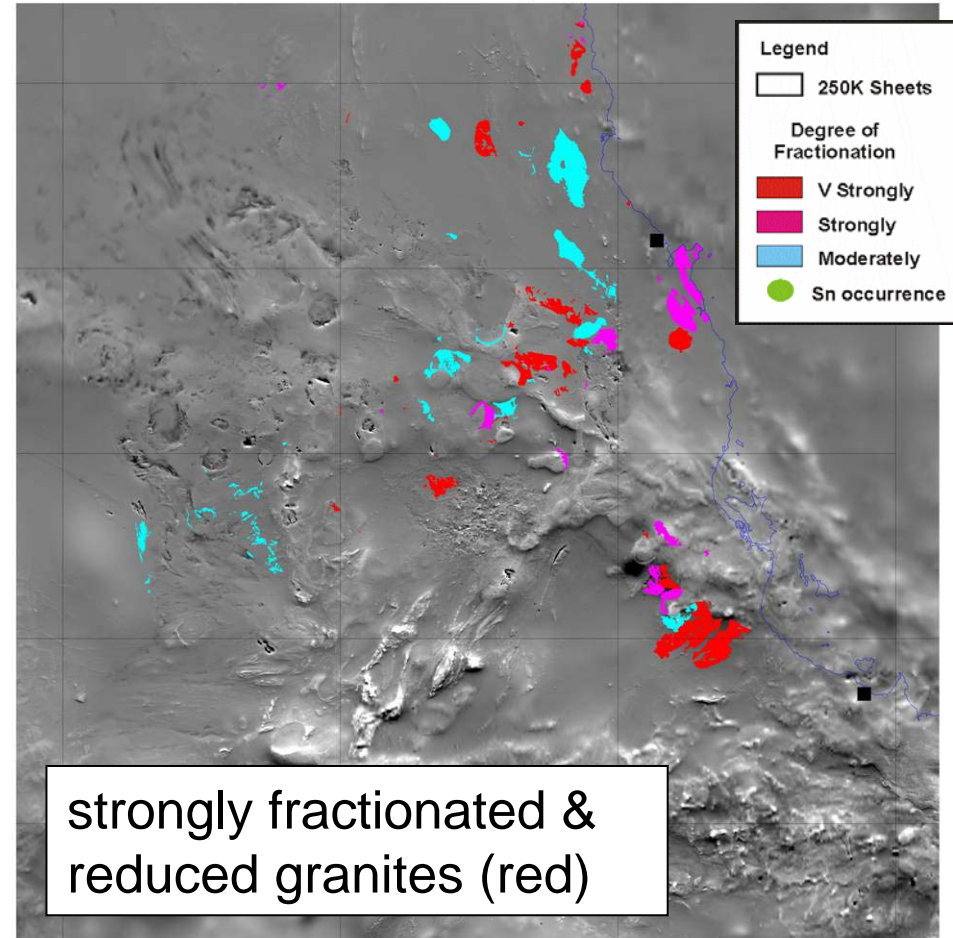 Legend
250K Sheets
Degree of
Fractionation
V Strongly
Strongly
Moderately
Sn occurrence
strongly fractionated &
reduced granites (red)